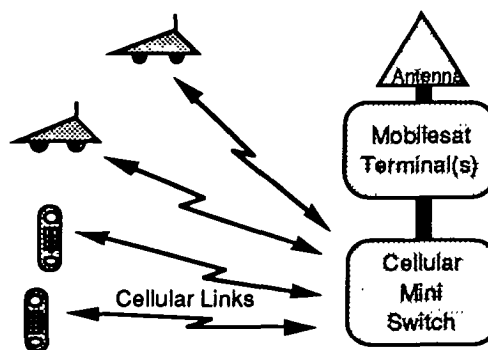 Antenna
Mobilesat
Terminal(s)
Cellular
Mini
Switch
Cellular Links